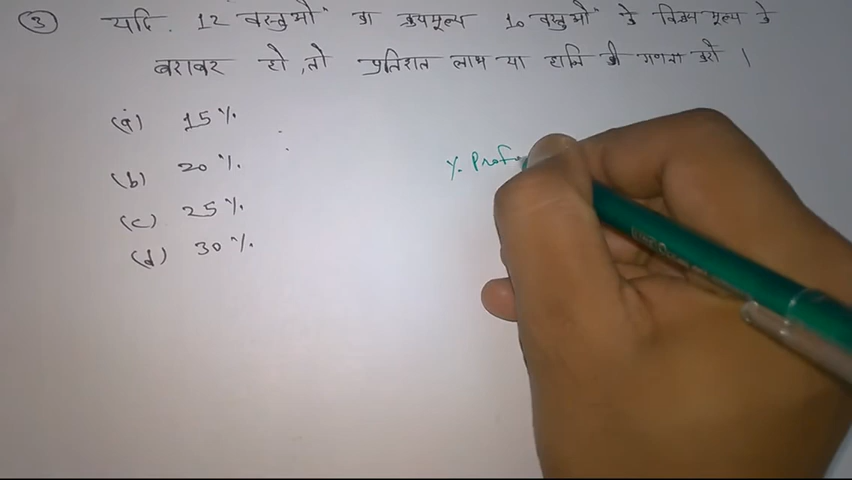 ③ यदि 12 वस्तुओं का क्रयमूल्य 10 वस्तुओं के विक्रय मूल्य के
बराबर हो, तो प्रतिशत लाभ या हानि की गणना करो ।
(a) 15%
(b) 20%
(c) 25%
(d) 30%
% Prof